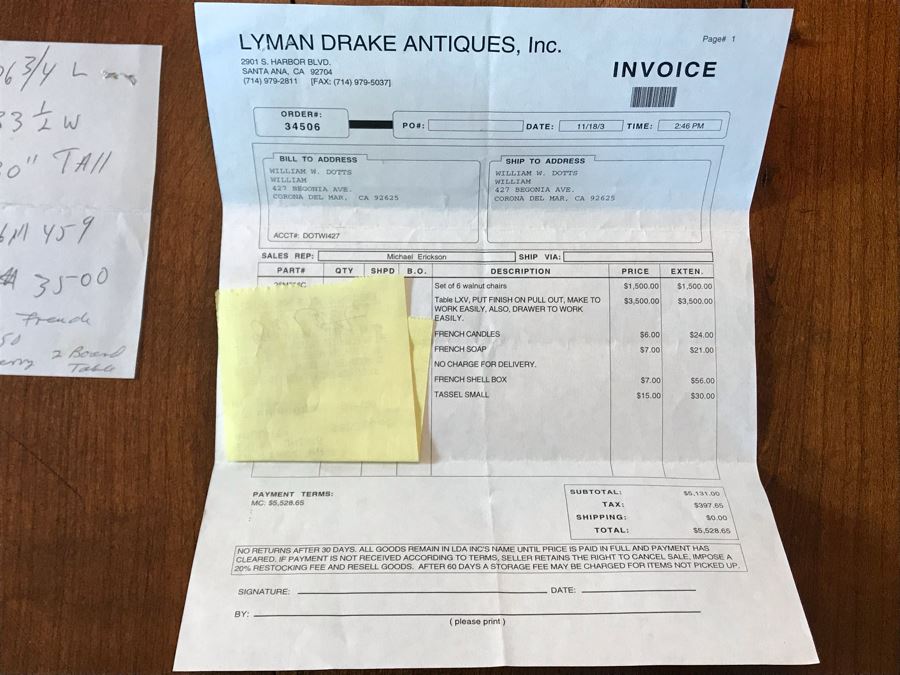 LYMAN DRAKE ANTIQUES, Inc.
2901 S. HARBOR BLVD.
SANTA ANA, CA 92704
(714) 979-2811 [FAX: (714) 979-5037]
Page# 1
INVOICE
ORDER#:
34506
PO#:
DATE: 11/18/3 TIME: 2:46 PM
BILL TO ADDRESS
WILLIAM W. DOTTS
WILLIAM
427 BEGONIA AVE.
CORONA DEL MAR, CA 92625
ACCT#: DOTWI427
SHIP TO ADDRESS
WILLIAM W. DOTTS
WILLIAM
427 BEGONIA AVE.
CORONA DEL MAR, CA 92625
SALES REP: Michael Erickson SHIP VIA:
PART# QTY SHPD B.O. DESCRIPTION PRICE EXTEN.
Set of 6 walnut chairs $1,500.00 $1,500.00
Table LXV, PUT FINISH ON PULL OUT, MAKE TO $3,500.00 $3,500.00
WORK EASILY, ALSO, DRAWER TO WORK
EASILY.
FRENCH CANDLES $6.00 $24.00
FRENCH SOAP $7.00 $21.00
NO CHARGE FOR DELIVERY.
FRENCH SHELL BOX $7.00 $56.00
TASSEL SMALL $15.00 $30.00
PAYMENT TERMS:
MC: $5,528.65
SUBTOTAL: $5,131.00
TAX: $397.65
SHIPPING: $0.00
TOTAL: $5,528.65
NO RETURNS AFTER 30 DAYS. ALL GOODS REMAIN IN LDA INC'S NAME UNTIL PRICE IS PAID IN FULL AND PAYMENT HAS
CLEARED. IF PAYMENT IS NOT RECEIVED ACCORDING TO TERMS, SELLER RETAINS THE RIGHT TO CANCEL SALE, IMPOSE A
20% RESTOCKING FEE AND RESELL GOODS. AFTER 60 DAYS A STORAGE FEE MAY BE CHARGED FOR ITEMS NOT PICKED UP.
SIGNATURE: DATE:
BY:
( please print )
6 3/4 L
3 1/2 W
0" TAll
M 459
3500
French
50
2 Board
Table